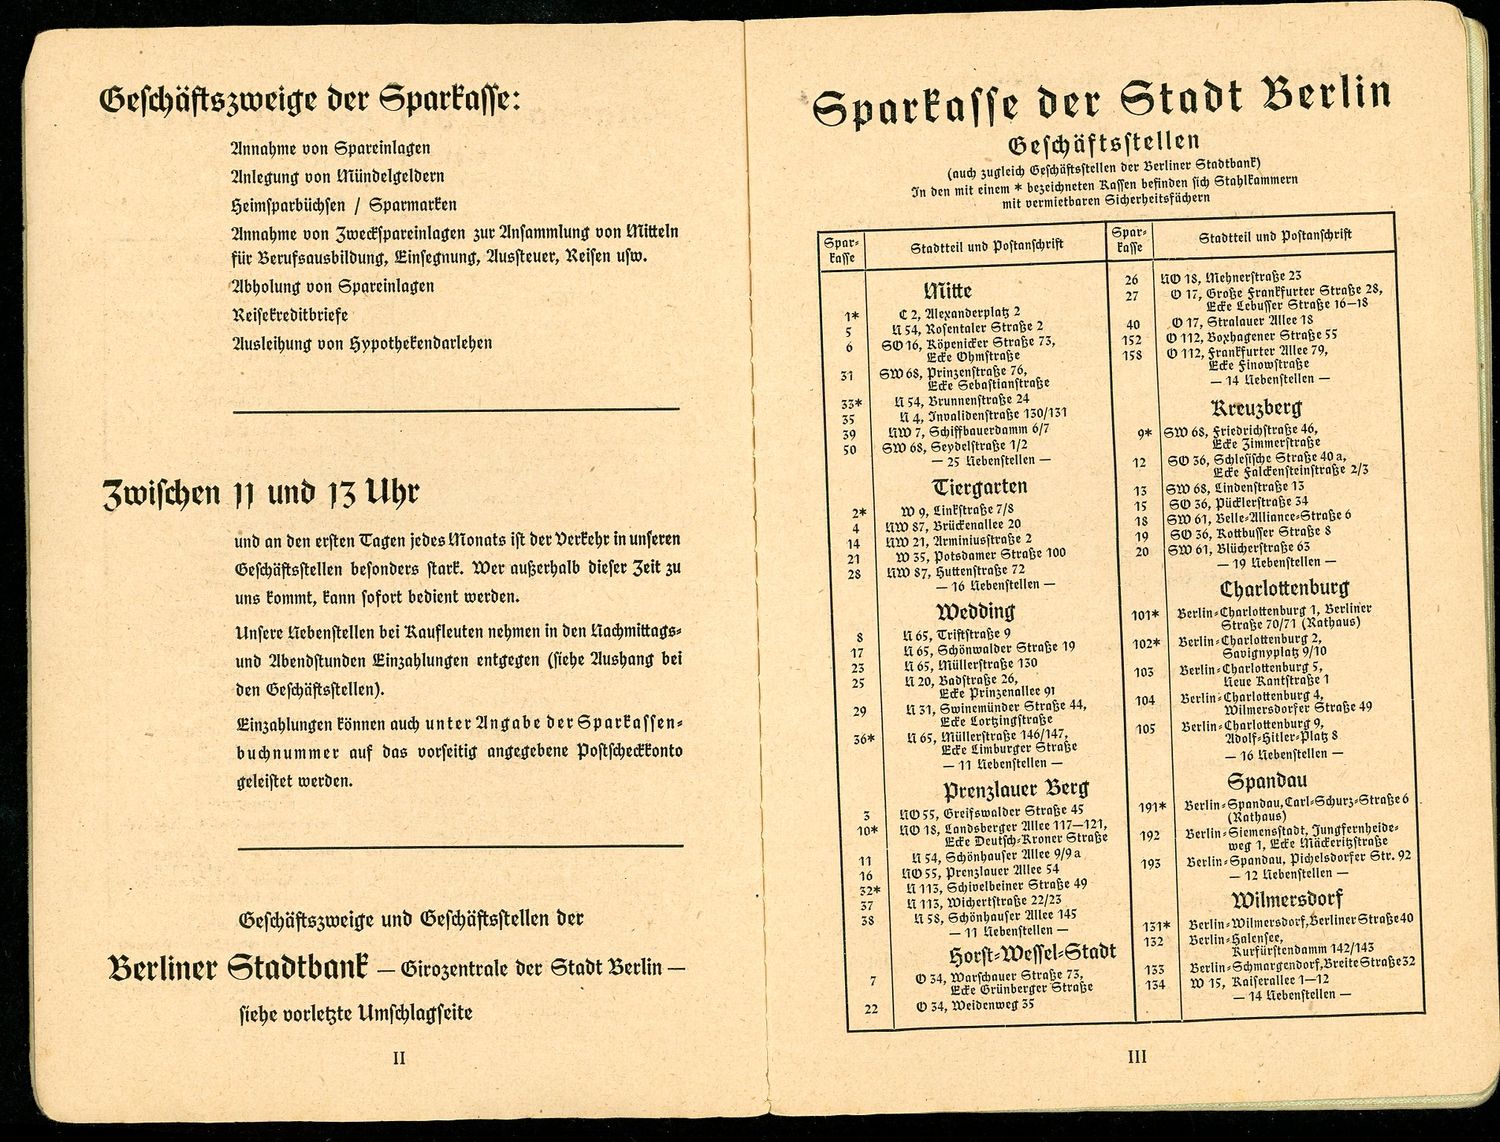 Geschäftszweige der Sparkasse:
Annahme von Spareinlagen
Anlegung von Mündelgeldern
Heimsparbüchsen / Sparmarken
Annahme von Zweckspareinlagen zur Ansammlung von Mitteln
für Berufsausbildung, Einsegnung, Aussteuer, Reisen usw.
Abholung von Spareinlagen
Reisekreditbriefe
Ausleihung von Hypothekendarlehen
Zwischen 11 und 13 Uhr
und an den ersten Tagen jedes Monats ist der Verkehr in unseren
Geschäftsstellen besonders stark. Wer außerhalb dieser Zeit zu
uns kommt, kann sofort bedient werden.
Unsere Nebenstellen bei Kaufleuten nehmen in den Nachmittags-
und Abendstunden Einzahlungen entgegen (siehe Aushang bei
den Geschäftsstellen).
Einzahlungen können auch unter Angabe der Sparkassen-
buchnummer auf das vorseitig angegebene Postscheckkonto
geleistet werden.
Geschäftszweige und Geschäftsstellen der
Berliner Stadtbank — Girozentrale der Stadt Berlin —
siehe vorletzte Umschlagseite
II
Sparkasse der Stadt Berlin
Geschäftsstellen
(auch zugleich Geschäftsstellen der Berliner Stadtbank)
In den mit einem * bezeichneten Kassen befinden sich Stahlkammern
mit vermietbaren Sicherheitsfächern
Spar-
kasse
Stadtteil und Postanschrift
Mitte
1* C 2, Alexanderplatz 2
5 N 54, Rosentaler Straße 2
6 SO 16, Köpenicker Straße 73,
Ecke Ohmstraße
31 SW 68, Prinzenstraße 76,
Ecke Sebastianstraße
33* N 54, Brunnenstraße 24
35 N 4, Invalidenstraße 130/131
39 NW 7, Schiffbauerdamm 6/7
50 SW 68, Seydelstraße 1/2
— 25 Nebenstellen —
Tiergarten
2* W 9, Linkstraße 7/8
4 NW 87, Brückenallee 20
14 NW 21, Arminiusstraße 2
21 W 35, Potsdamer Straße 100
28 NW 87, Huttenstraße 72
— 16 Nebenstellen —
Wedding
8 N 65, Triftstraße 9
17 N 65, Schönwalder Straße 19
23 N 65, Müllerstraße 130
25 N 20, Badstraße 26,
Ecke Prinzenallee 91
29 N 31, Swinemünder Straße 44,
Ecke Lortzingstraße
36* N 65, Müllerstraße 146/147,
Ecke Limburger Straße
— 11 Nebenstellen —
Prenzlauer Berg
3 NO 55, Greifswalder Straße 45
10* NO 18, Landsberger Allee 117—121,
Ecke Deutsch-Kroner Straße
11 N 54, Schönhauser Allee 9/9a
16 NO 55, Prenzlauer Allee 54
32* N 113, Schivelbeiner Straße 49
37 N 113, Wichertstraße 22/23
38 N 58, Schönhauser Allee 145
— 11 Nebenstellen —
Horst-Wessel-Stadt
7 O 34, Warschauer Straße 73,
Ecke Grünberger Straße
22 O 34, Weidenweg 35
Spar-
kasse
Stadtteil und Postanschrift
26 NO 18, Mehnerstraße 23
27 O 17, Große Frankfurter Straße 28,
Ecke Lebusser Straße 16—18
40 O 17, Stralauer Allee 18
152 O 112, Boxhagener Straße 55
158 O 112, Frankfurter Allee 79,
Ecke Finowstraße
— 14 Nebenstellen —
Kreuzberg
9* SW 68, Friedrichstraße 46,
Ecke Zimmerstraße
12 SO 36, Schlesische Straße 40a,
Ecke Falckensteinstraße 2/3
13 SW 68, Lindenstraße 13
15 SO 36, Pücklerstraße 34
18 SW 61, Belle-Alliance-Straße 6
19 SO 36, Kottbusser Straße 8
20 SW 61, Blücherstraße 63
— 19 Nebenstellen —
Charlottenburg
101* Berlin-Charlottenburg 1, Berliner
Straße 70/71 (Rathaus)
102* Berlin-Charlottenburg 2,
Savignyplatz 9/10
103 Berlin-Charlottenburg 5,
Neue Kantstraße 1
104 Berlin-Charlottenburg 4,
Wilmersdorfer Straße 49
105 Berlin-Charlottenburg 9,
Adolf-Hitler-Platz 8
— 16 Nebenstellen —
Spandau
191* Berlin-Spandau, Carl-Schurz-Straße 6
(Rathaus)
192 Berlin-Siemensstadt, Jungfernheide-
weg 1, Ecke Mäckeritzstraße
193 Berlin-Spandau, Pichelsdorfer Str. 92
— 12 Nebenstellen —
Wilmersdorf
131* Berlin-Wilmersdorf, Berliner Straße 40
132 Berlin-Halensee,
Kurfürstendamm 142/143
133 Berlin-Schmargendorf, Breite Straße 32
134 W 15, Kaiserallee 1—12
— 14 Nebenstellen —
III